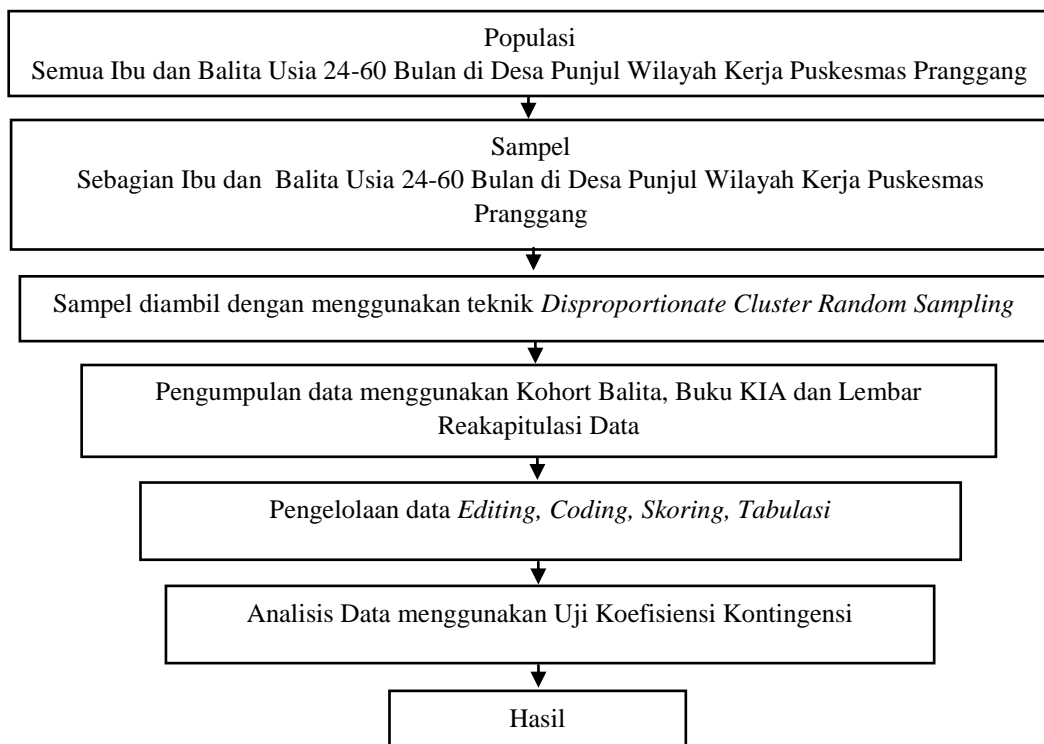 Populasi
Semua Ibu dan Balita Usia 24-60 Bulan di Desa Punjul Wilayah Kerja Puskesmas Pranggang
Sampel
Sebagian Ibu dan Balita Usia 24-60 Bulan di Desa Punjul Wilayah Kerja Puskesmas
Pranggang
Sampel diambil dengan menggunakan teknik Disproportionate Cluster Random Sampling
Pengumpulan data menggunakan Kohort Balita, Buku KIA dan Lembar
Reakapitulasi Data
Pengelolaan data Editing, Coding, Skoring, Tabulasi
Analisis Data menggunakan Uji Koefisiensi Kontingensi
Hasil